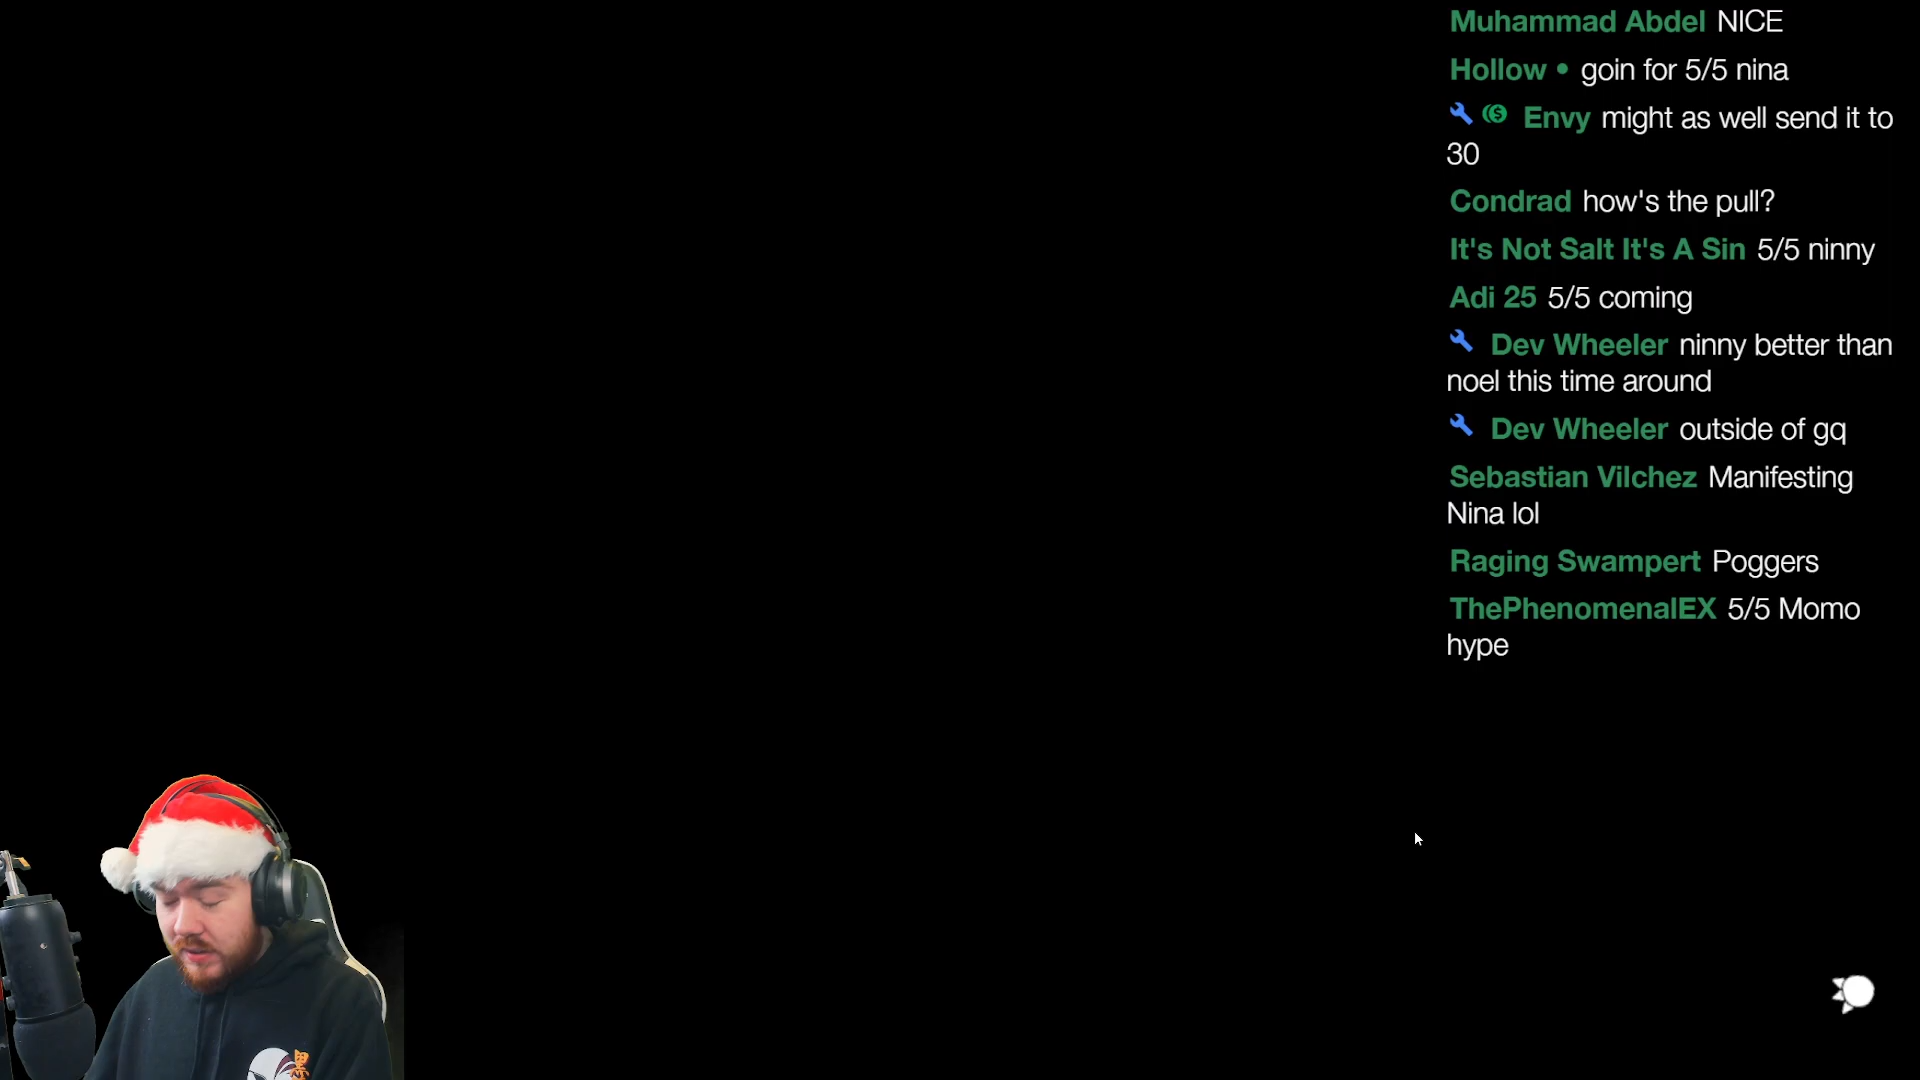 Muhammad Abdel NICE
Hollow • goin for 5/5 nina
Envy might as well send it to
30
Condrad how's the pull?
It's Not Salt It's A Sin 5/5 ninny
Adi 25 5/5 coming
Dev Wheeler ninny better than
noel this time around
Dev Wheeler outside of gq
Sebastian Vilchez Manifesting
Nina lol
Raging Swampert Poggers
ThePhenomenalEX 5/5 Momo
hype